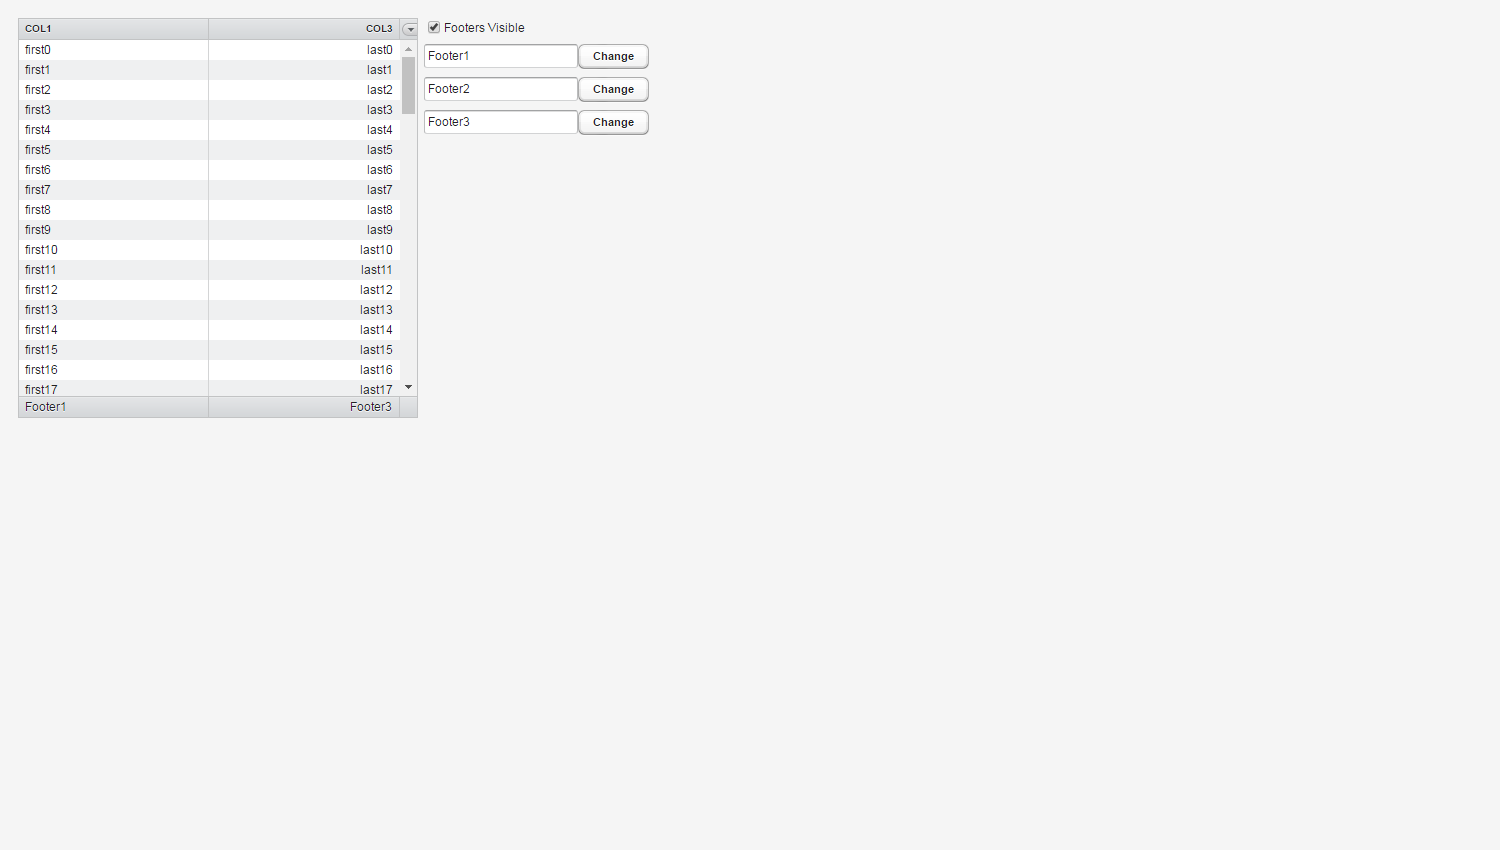 COL1 COL3
first0 last0
first1 last1
first2 last2
first3 last3
first4 last4
first5 last5
first6 last6
first7 last7
first8 last8
first9 last9
first10 last10
first11 last11
first12 last12
first13 last13
first14 last14
first15 last15
first16 last16
first17 last17
Footer1 Footer3
Footers Visible
Footer1 Change
Footer2 Change
Footer3 Change